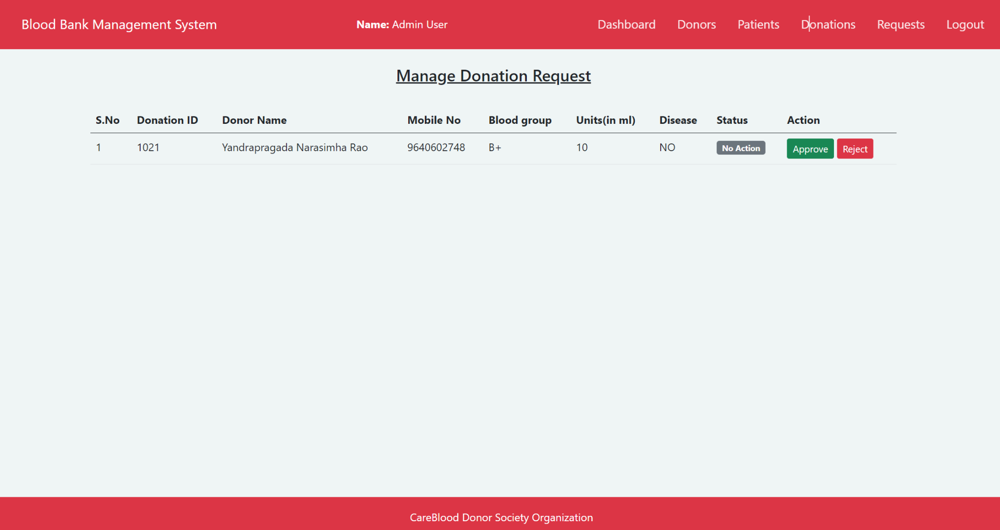 Blood Bank Management System Name: Admin User Dashboard Donors Patients Donations Requests Logout
Manage Donation Request
S.No Donation ID Donor Name Mobile No Blood group Units(in ml) Disease Status Action
1 1021 Yandrapragada Narasimha Rao 9640602748 B+ 10 NO No Action Approve Reject
CareBlood Donor Society Organization